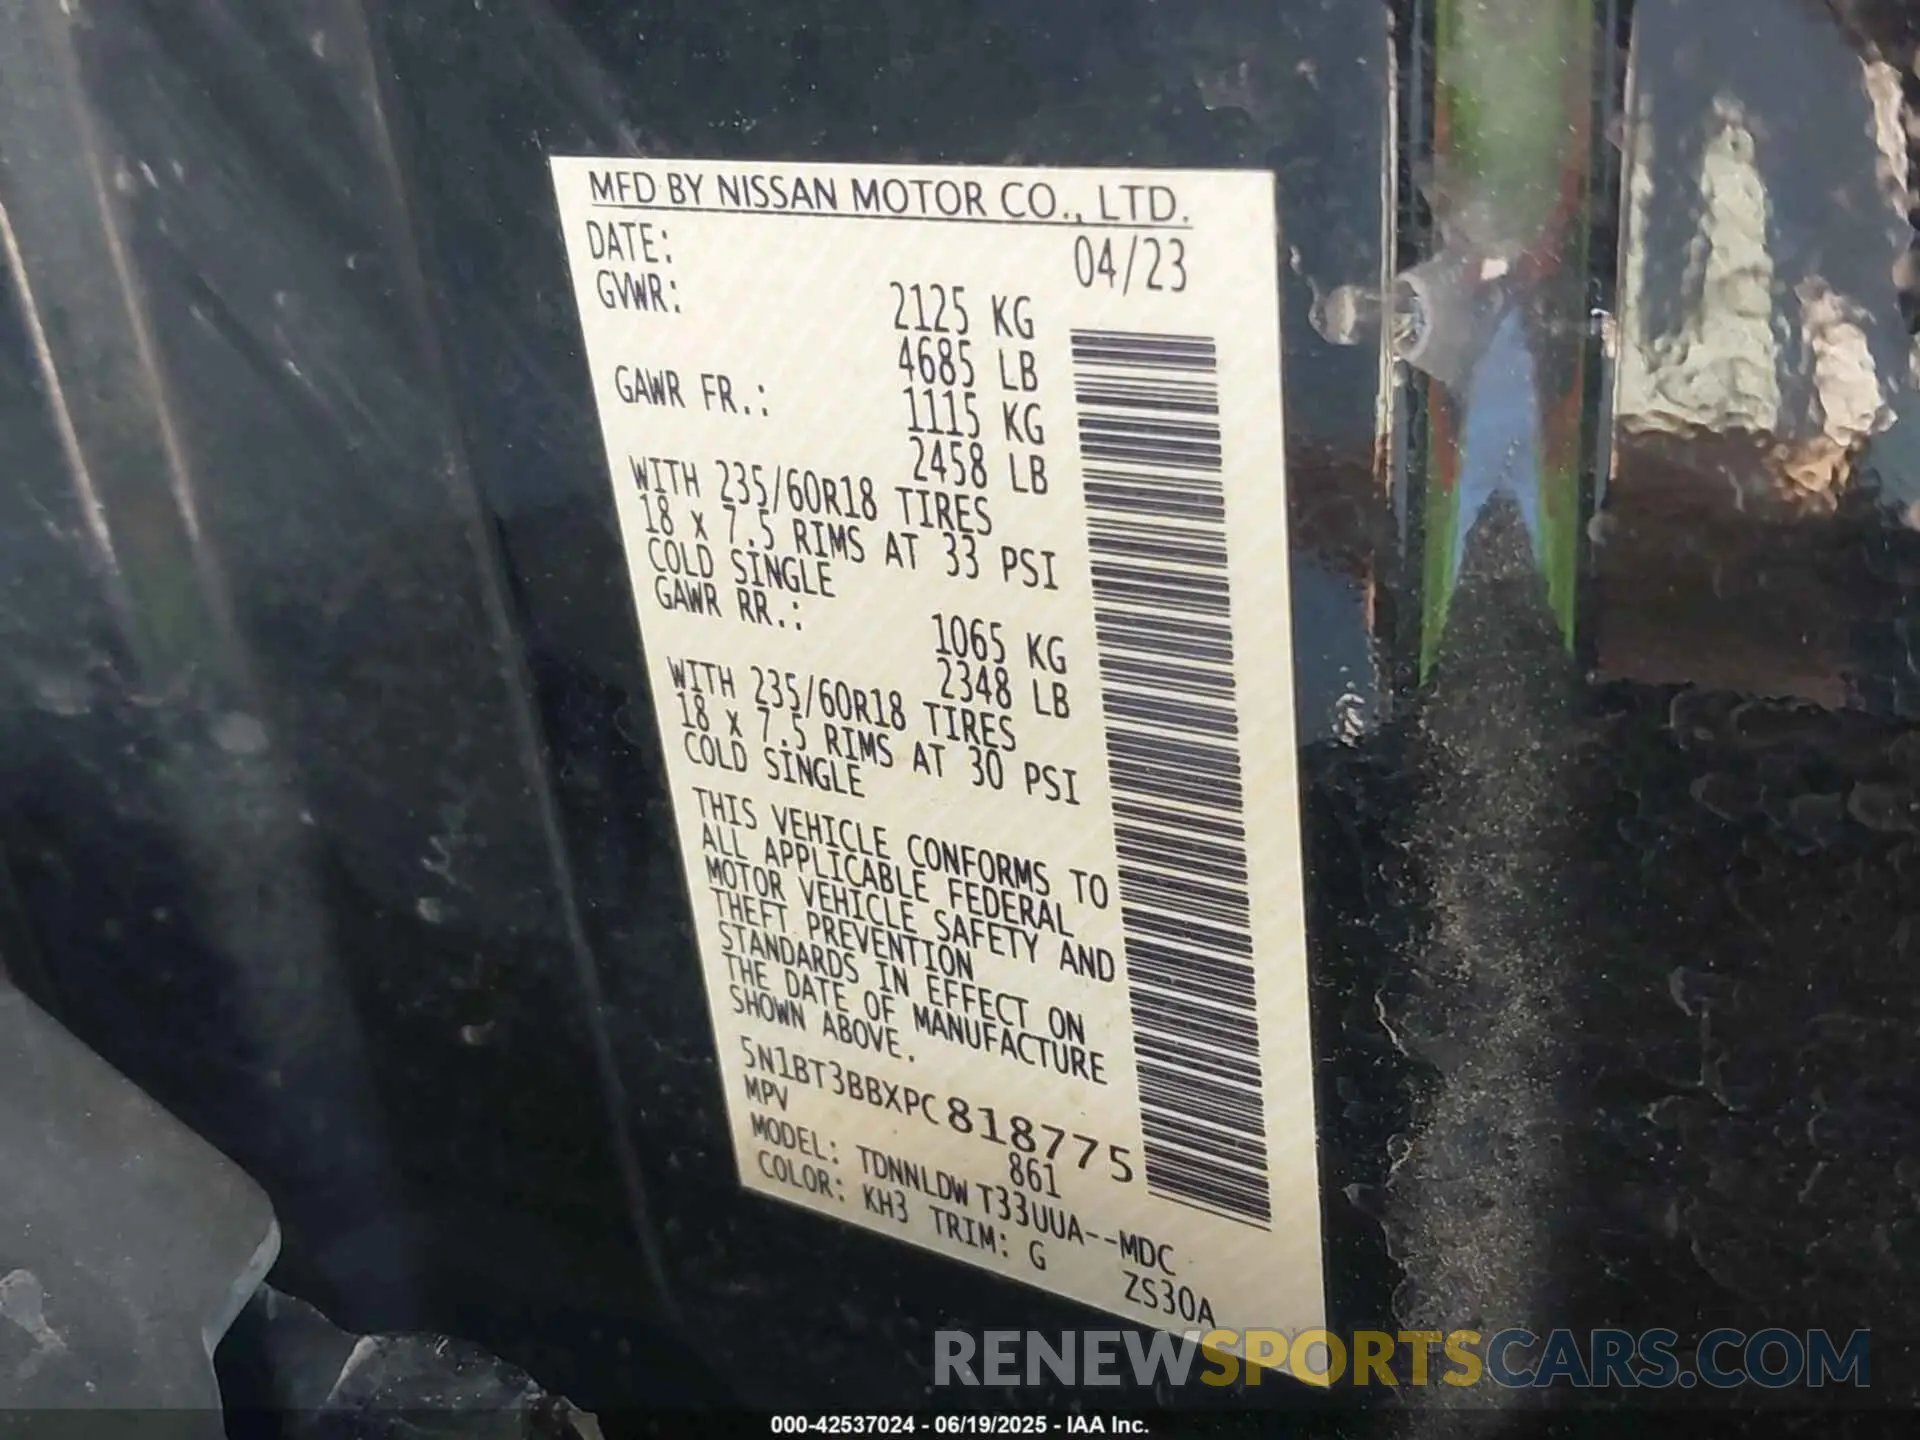 MFD BY NISSAN MOTOR CO., LTD.
DATE: 04/23
GVWR: 2125 KG
4685 LB
GAWR FR.: 1115 KG
2458 LB
WITH 235/60R18 TIRES
18 x 7.5 RIMS AT 33 PSI
COLD SINGLE
GAWR RR.: 1065 KG
2348 LB
WITH 235/60R18 TIRES
18 x 7.5 RIMS AT 30 PSI
COLD SINGLE
THIS VEHICLE CONFORMS TO
ALL APPLICABLE FEDERAL
MOTOR VEHICLE SAFETY AND
THEFT PREVENTION
STANDARDS IN EFFECT ON
THE DATE OF MANUFACTURE
SHOWN ABOVE.
5N1BT3BBXPC818775
MPV 861
MODEL: TDNNLDW T33UUA--MDC
COLOR: KH3 TRIM: G ZS30A
RENEWSPORTSCARS.COM
000-42537024 - 06/19/2025 - IAA Inc.